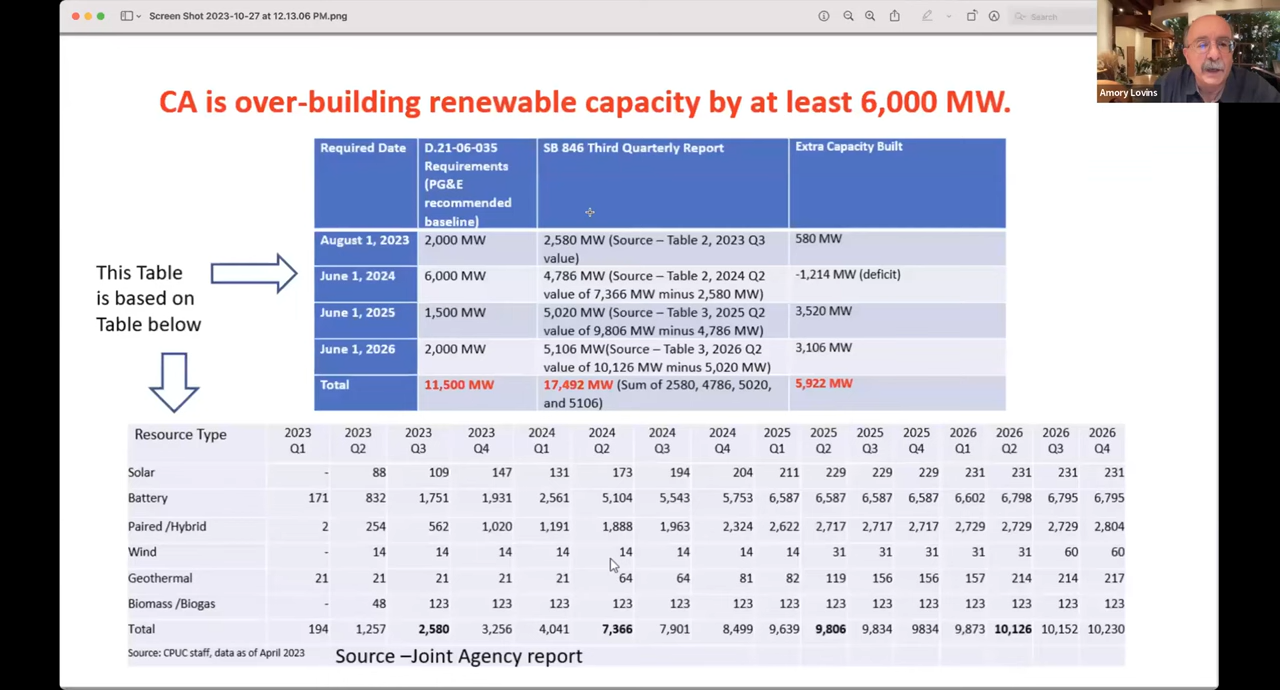 Screen Shot 2023-10-27 at 12.13.06 PM.png
Search
Amory Lovins
CA is over-building renewable capacity by at least 6,000 MW.
Required Date D.21-06-035 SB 846 Third Quarterly Report Extra Capacity Built
Requirements
(PG&E
recommended
baseline)
August 1, 2023 2,000 MW 2,580 MW (Source – Table 2, 2023 Q3 580 MW
value)
June 1, 2024 6,000 MW 4,786 MW (Source – Table 2, 2024 Q2 -1,214 MW (deficit)
value of 7,366 MW minus 2,580 MW)
June 1, 2025 1,500 MW 5,020 MW (Source – Table 3, 2025 Q2 3,520 MW
value of 9,806 MW minus 4,786 MW)
June 1, 2026 2,000 MW 5,106 MW(Source – Table 3, 2026 Q2 3,106 MW
value of 10,126 MW minus 5,020 MW)
Total 11,500 MW 17,492 MW (Sum of 2580, 4786, 5020, 5,922 MW
and 5106)
This Table
is based on
Table below
Resource Type 2023 2023 2023 2023 2024 2024 2024 2024 2025 2025 2025 2025 2026 2026 2026 2026
Q1 Q2 Q3 Q4 Q1 Q2 Q3 Q4 Q1 Q2 Q3 Q4 Q1 Q2 Q3 Q4
Solar - 88 109 147 131 173 194 204 211 229 229 229 231 231 231 231
Battery 171 832 1,751 1,931 2,561 5,104 5,543 5,753 6,587 6,587 6,587 6,587 6,602 6,798 6,795 6,795
Paired /Hybrid 2 254 562 1,020 1,191 1,888 1,963 2,324 2,622 2,717 2,717 2,717 2,729 2,729 2,729 2,804
Wind - 14 14 14 14 14 14 14 14 31 31 31 31 31 60 60
Geothermal 21 21 21 21 21 64 64 81 82 119 156 156 157 214 214 217
Biomass /Biogas - 48 123 123 123 123 123 123 123 123 123 123 123 123 123 123
Total 194 1,257 2,580 3,256 4,041 7,366 7,901 8,499 9,639 9,806 9,834 9834 9,873 10,126 10,152 10,230
Source: CPUC staff, data as of April 2023
Source –Joint Agency report